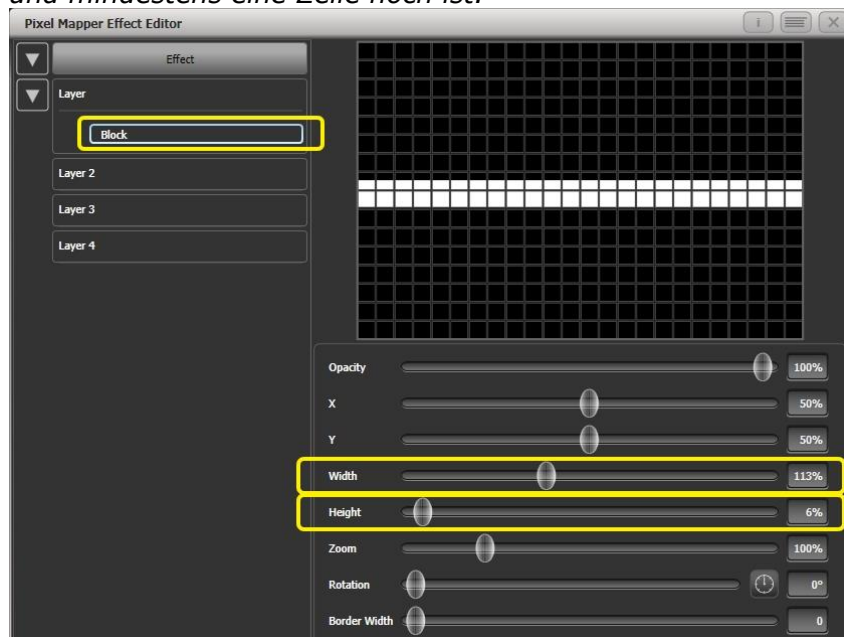 und mindestens eine Zeile hoch ist.
Pixel Mapper Effect Editor
Effect
Layer
Block
Layer 2
Layer 3
Layer 4
Opacity 100%
X 50%
Y 50%
Width 113%
Height 6%
Zoom 100%
Rotation 0°
Border Width 0